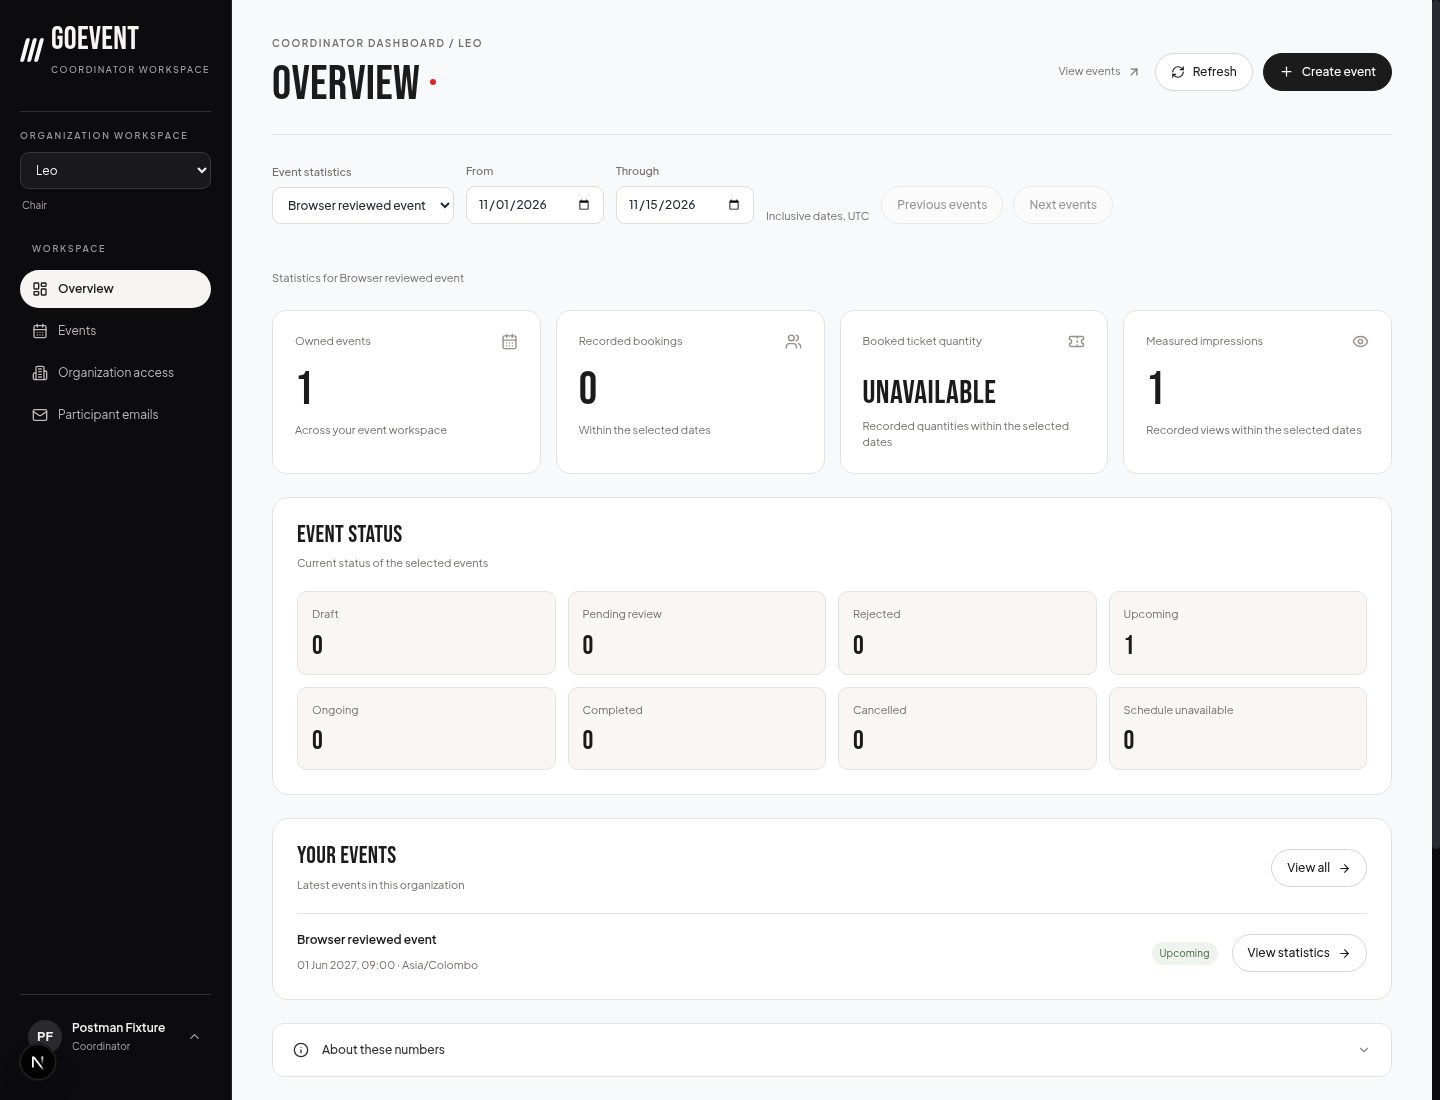 GOEVENT
COORDINATOR WORKSPACE
ORGANIZATION WORKSPACE
Leo
Chair
WORKSPACE
Overview
Events
Organization access
Participant emails
PF
Postman Fixture
Coordinator
N
COORDINATOR DASHBOARD / LEO
OVERVIEW
View events
Refresh
Create event
Event statistics
Browser reviewed event
From
11/01/2026
Through
11/15/2026
Inclusive dates, UTC
Previous events
Next events
Statistics for Browser reviewed event
Owned events
1
Across your event workspace
Recorded bookings
0
Within the selected dates
Booked ticket quantity
UNAVAILABLE
Recorded quantities within the selected
dates
Measured impressions
1
Recorded views within the selected dates
EVENT STATUS
Current status of the selected events
Draft
0
Pending review
0
Rejected
0
Upcoming
1
Ongoing
0
Completed
0
Cancelled
0
Schedule unavailable
0
YOUR EVENTS
Latest events in this organization
View all
Browser reviewed event
01 Jun 2027, 09:00 · Asia/Colombo
Upcoming
View statistics
About these numbers